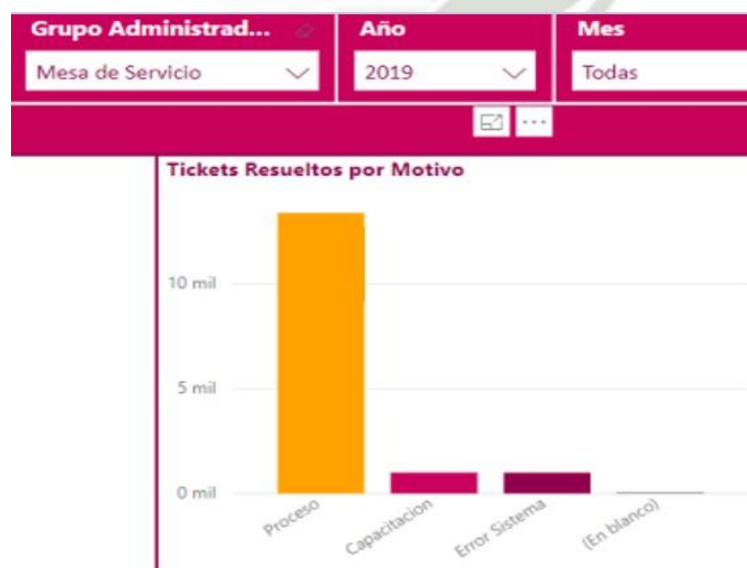 Grupo Administrad... Año Mes
Mesa de Servicio 2019 Todas
Tickets Resueltos por Motivo
10 mil
5 mil
0 mil
Proceso Capacitacion Error Sistema (En blanco)